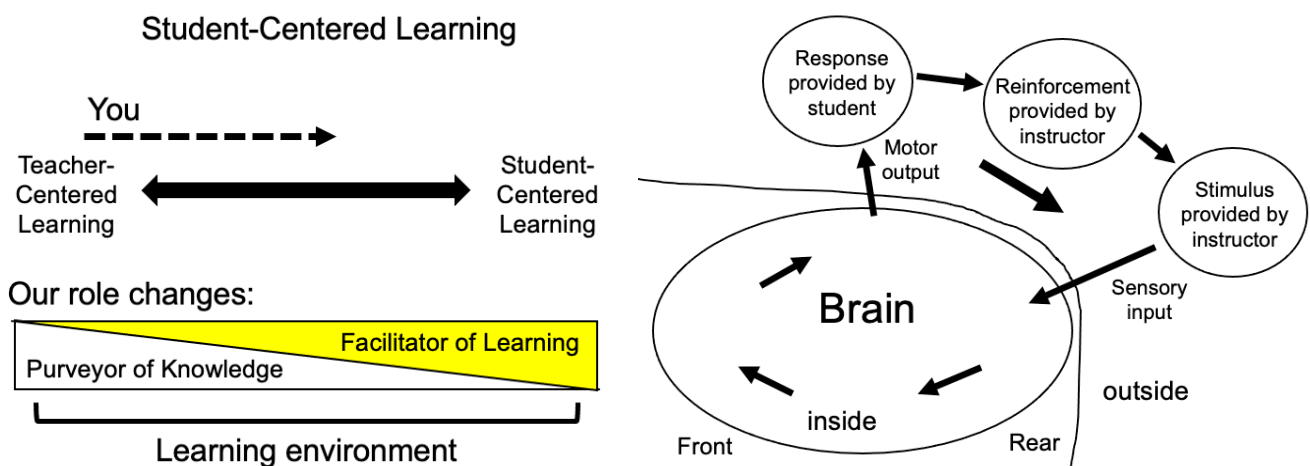 Student-Centered Learning
You
Teacher-
Centered
Learning
Student-
Centered
Learning
Our role changes:
Facilitator of Learning
Purveyor of Knowledge
Learning environment
Response
provided by
student
Reinforcement
provided by
instructor
Motor
output
Stimulus
provided by
instructor
Sensory
input
Brain
inside
outside
Front
Rear